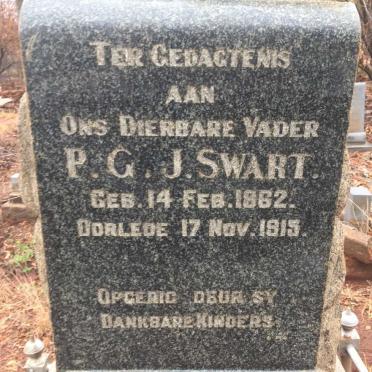 TER GEDAGTENIS
AAN
ONS DIERBARE VADER
P. G. J. SWART.
GEB. 14 FEB. 1862.
OORLEDE 17 NOV. 1915.
OPGERIG DEUR SY
DANKBARE KINDERS.